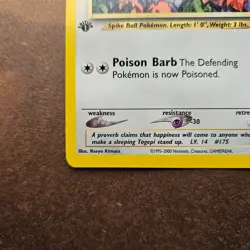 Spike Ball Pokémon. Length: 1' 0", Weight: 3 lbs.
Poison Barb The Defending
Pokémon is now Poisoned.
weakness resistance retre
-30
A proverb claims that happiness will come to anyone who
make a sleeping Togepi stand up. LV. 14 #175
Illus. Naoyo Kimura ©1995-2000 Nintendo, Creatures, GAMEFREAK.